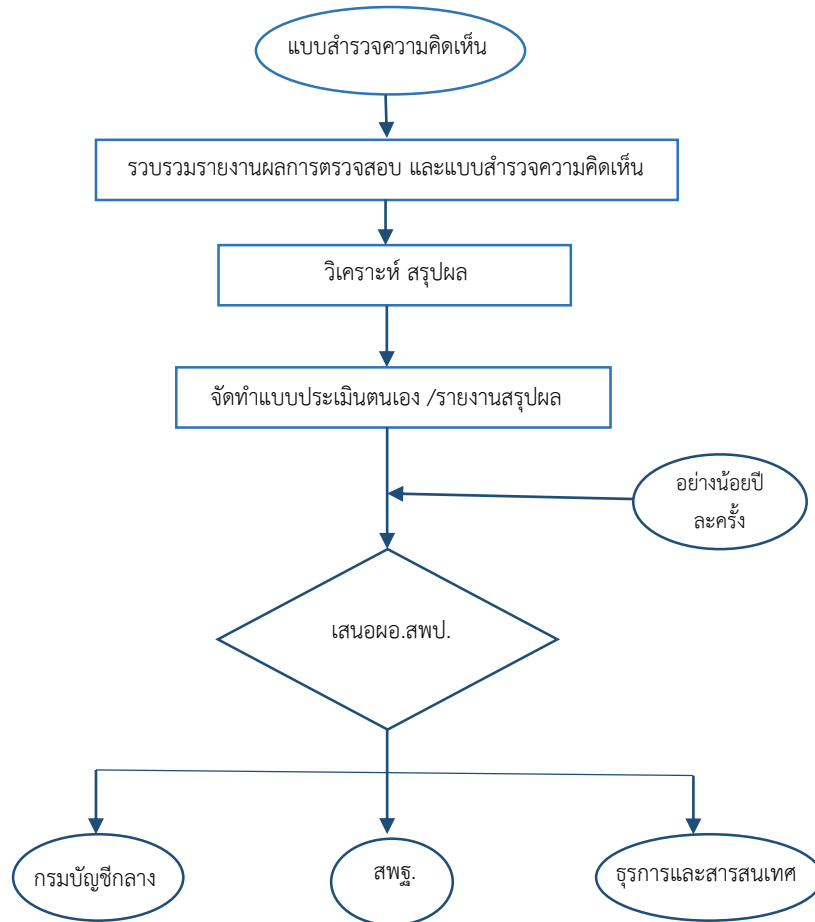 แบบสำรวจความคิดเห็น
รวบรวมรายงานผลการตรวจสอบ และแบบสำรวจความคิดเห็น
วิเคราะห์ สรุปผล
จัดทำแบบประเมินตนเอง /รายงานสรุปผล
อย่างน้อยปี
ละครั้ง
เสนอผอ.สพป.
กรมบัญชีกลาง
สพฐ.
ธุรการและสารสนเทศ